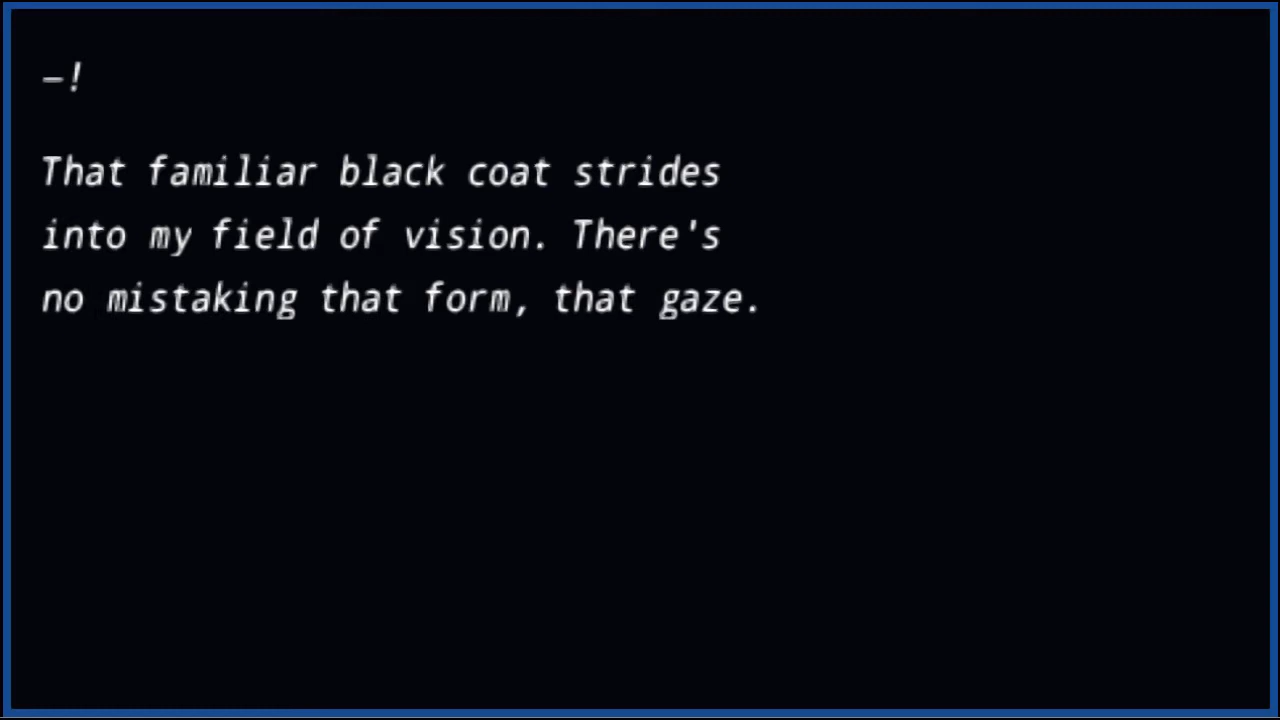 —!
That familiar black coat strides
into my field of vision. There's
no mistaking that form, that gaze.